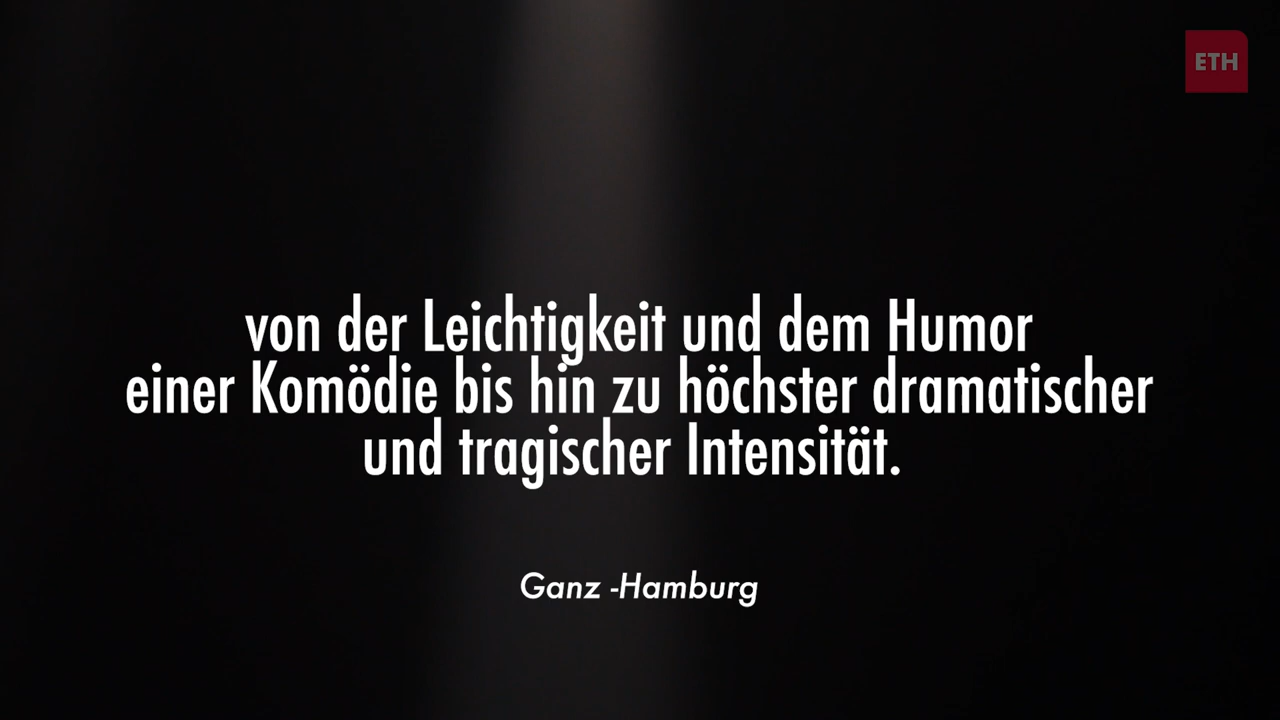 ETH
von der Leichtigkeit und dem Humor
einer Komödie bis hin zu höchster dramatischer
und tragischer Intensität.
Ganz -Hamburg